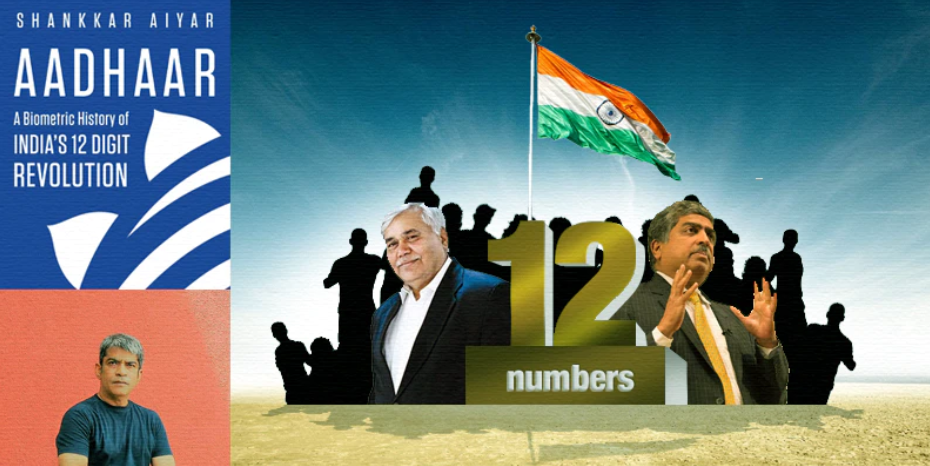 SHANKKAR AIYAR
AADHAAR
A Biometric History of
INDIA'S 12 DIGIT
REVOLUTION
12
numbers